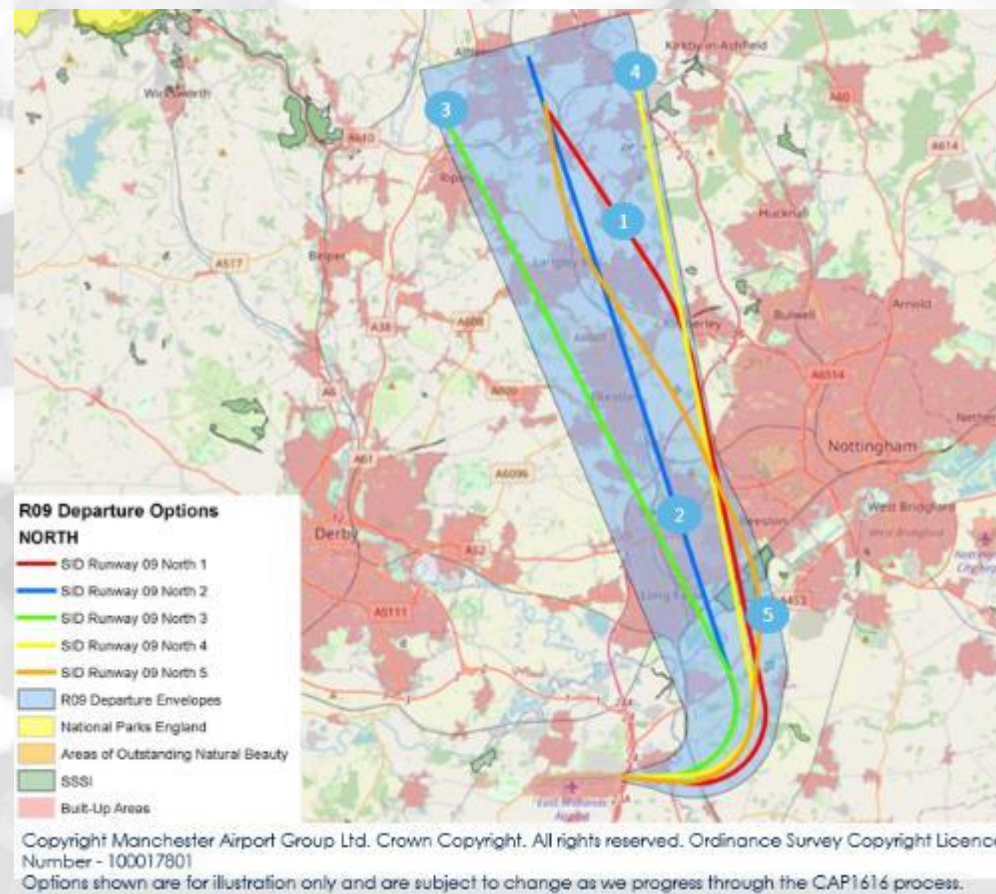 Kirkby-in-Ashfield
4
3
A60
A610
A614
Hucknall
1
A517
Belper
Arnold
Bulwell
A38
A608
A6514
Nottingham
A61
A6096
2
West Bridgford
R09 Departure Options
NORTH
Derby
Beeston
A52
SID Runway 09 North 1
SID Runway 09 North 2
A5111
A453
5
SID Runway 09 North 3
SID Runway 09 North 4
SID Runway 09 North 5
R09 Departure Envelopes
National Parks England
Areas of Outstanding Natural Beauty
SSSI
Built-Up Areas
East Midlands
Airport
Copyright Manchester Airport Group Ltd. Crown Copyright. All rights reserved. Ordinance Survey Copyright Licence
Number - 100017801
Options shown are for illustration only and are subject to change as we progress through the CAP1616 process.